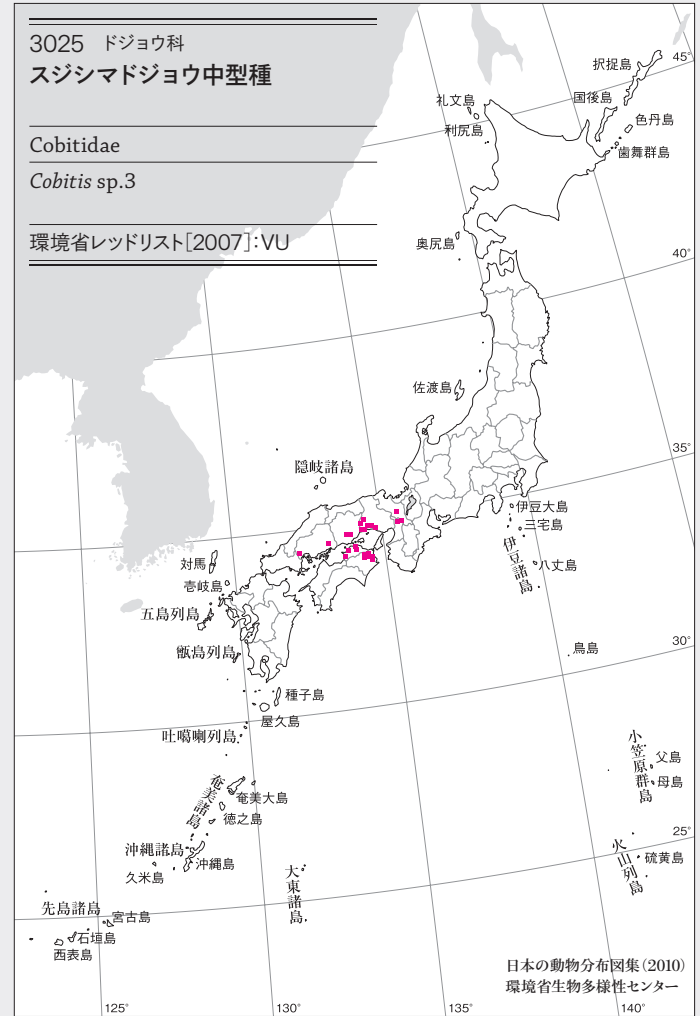 3025 ドジョウ科
スジシマドジョウ中型種
Cobitidae
Cobitis sp.3
環境省レッドリスト[2007]:VU
択捉島
45°
国後島
礼文島
色丹島
利尻島
歯舞群島
奥尻島
40°
佐渡島
35°
隠岐諸島
伊豆大島
三宅島
伊豆諸島
八丈島
対馬
壱岐島
五島列島
甑島列島
鳥島
30°
種子島
屋久島
吐噶喇列島
小笠原群島
父島
母島
奄美諸島
奄美大島
徳之島
25°
沖縄諸島
沖縄島
久米島
火山列島
硫黄島
大東諸島
先島諸島
宮古島
石垣島
西表島
日本の動物分布図集(2010)
環境省生物多様性センター
125°
130°
135°
140°